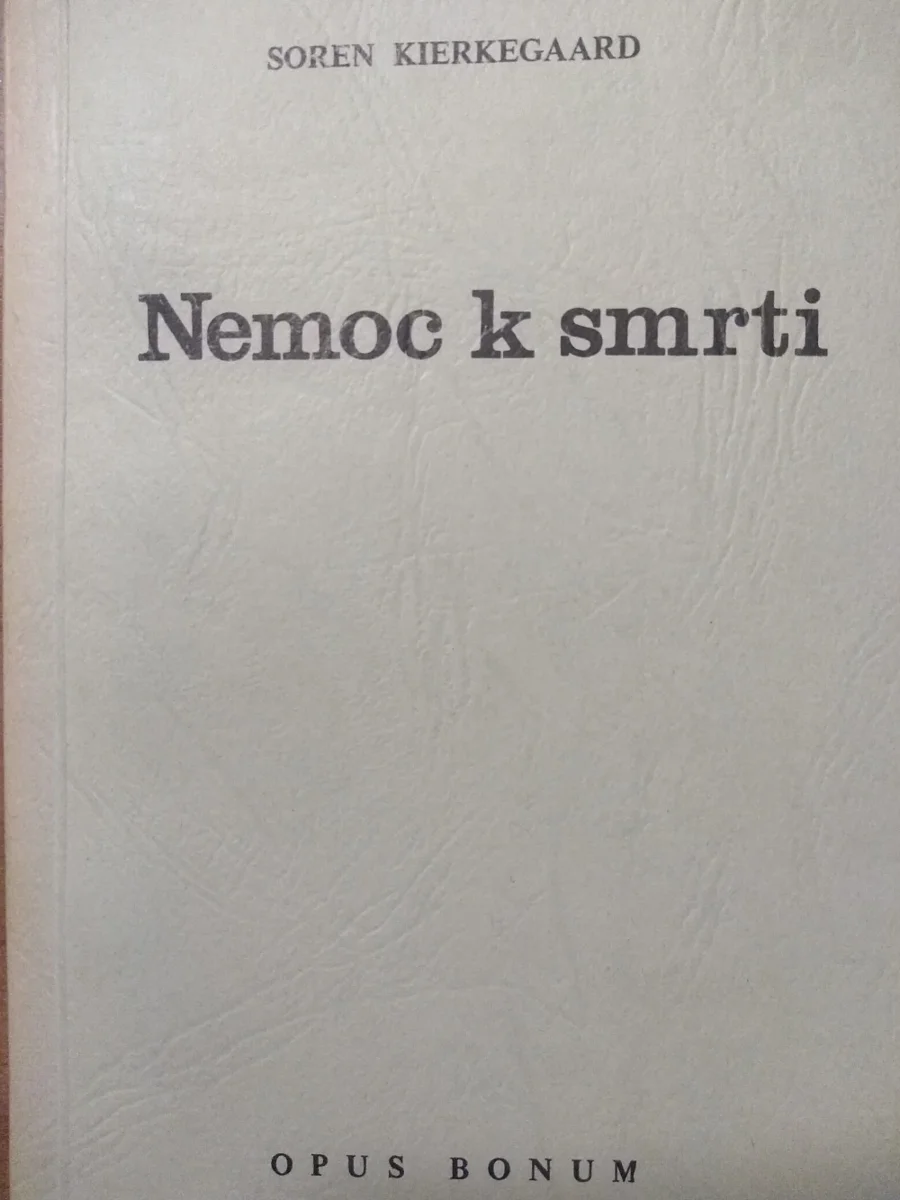 SOREN KIERKEGAARD
Nemoc k smrti
OPUS BONUM